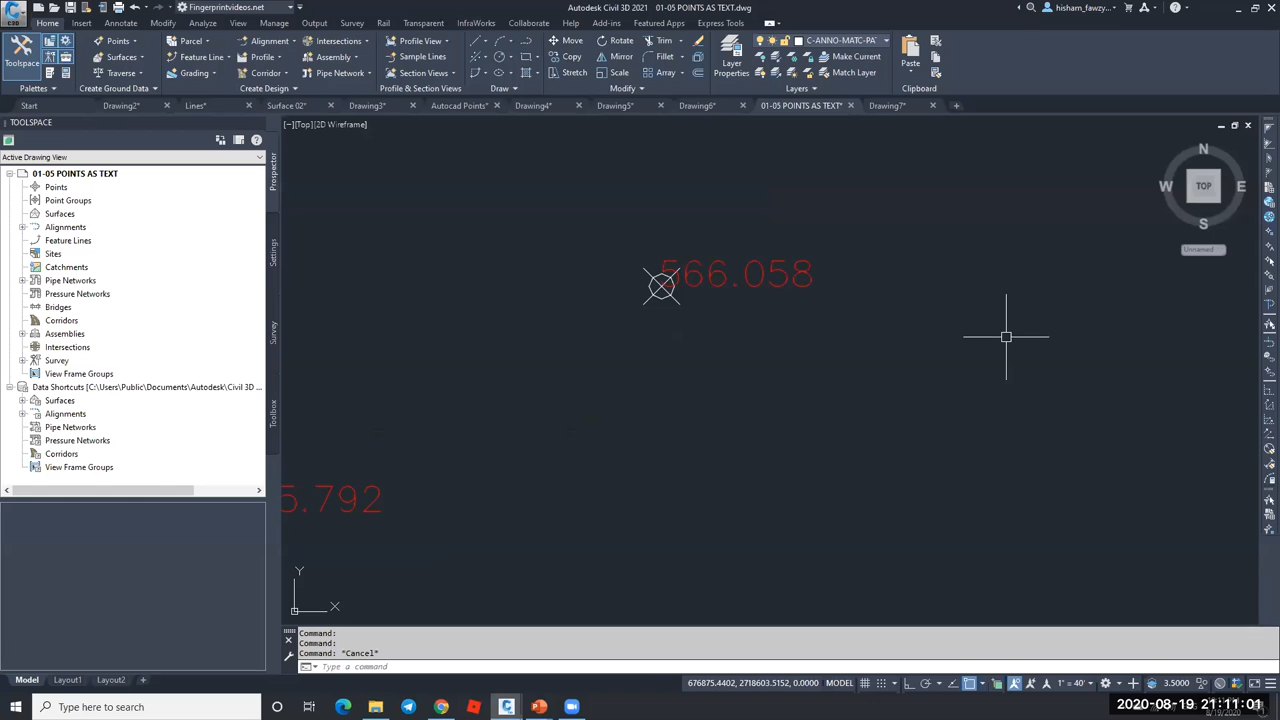 Fingerprintvideos.net
Autodesk Civil 3D 2021 01-05 POINTS AS TEXT.dwg
hisham_fawzy...
Home Insert Annotate Modify Analyze View Manage Output Survey Rail Transparent InfraWorks Collaborate Help Add-ins Featured Apps Express Tools
Toolspace
Points
Surfaces
Traverse
Parcel
Feature Line
Grading
Alignment
Profile
Corridor
Intersections
Assembly
Pipe Network
Profile View
Sample Lines
Section Views
Move
Copy
Stretch
Rotate
Mirror
Scale
Trim
Fillet
Array
Layer
Properties
C-ANNO-MATC-PA
Make Current
Match Layer
Paste
Palettes
Create Ground Data
Create Design
Profile & Section Views
Draw
Modify
Layers
Clipboard
Start Drawing2* Lines* Surface 02* Drawing3* Autocad Points* Drawing4* Drawing5* Drawing6* 01-05 POINTS AS TEXT* Drawing7*
TOOLSPACE
Active Drawing View
01-05 POINTS AS TEXT
Points
Point Groups
Surfaces
Alignments
Feature Lines
Sites
Catchments
Pipe Networks
Pressure Networks
Bridges
Corridors
Assemblies
Intersections
Survey
View Frame Groups
Data Shortcuts [C:\Users\Public\Documents\Autodesk\Civil 3D ...
Surfaces
Alignments
Pipe Networks
Pressure Networks
Corridors
View Frame Groups
Prospector
Settings
Survey
Toolbox
[−][Top][2D Wireframe]
N
W TOP E
S
Unnamed
566.058
5.792
Y
X
Command:
Command:
Command: *Cancel*
Type a command
Model Layout1 Layout2
676875.4402, 2718603.5152, 0.0000 MODEL
1' = 40'
3.5000
Type here to search
2020-08-19 21:11:01